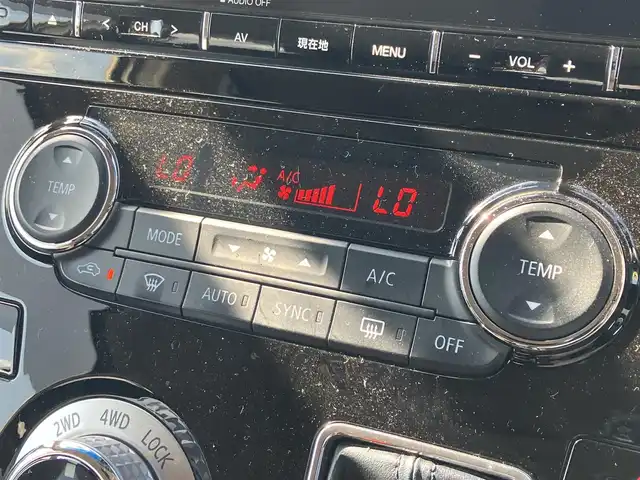 AUDIO OFF
CH
AV
現在地
MENU
VOL
LO
A/C
LO
TEMP
MODE
A/C
TEMP
AUTO
SYNC
OFF
2WD 4WD LOCK